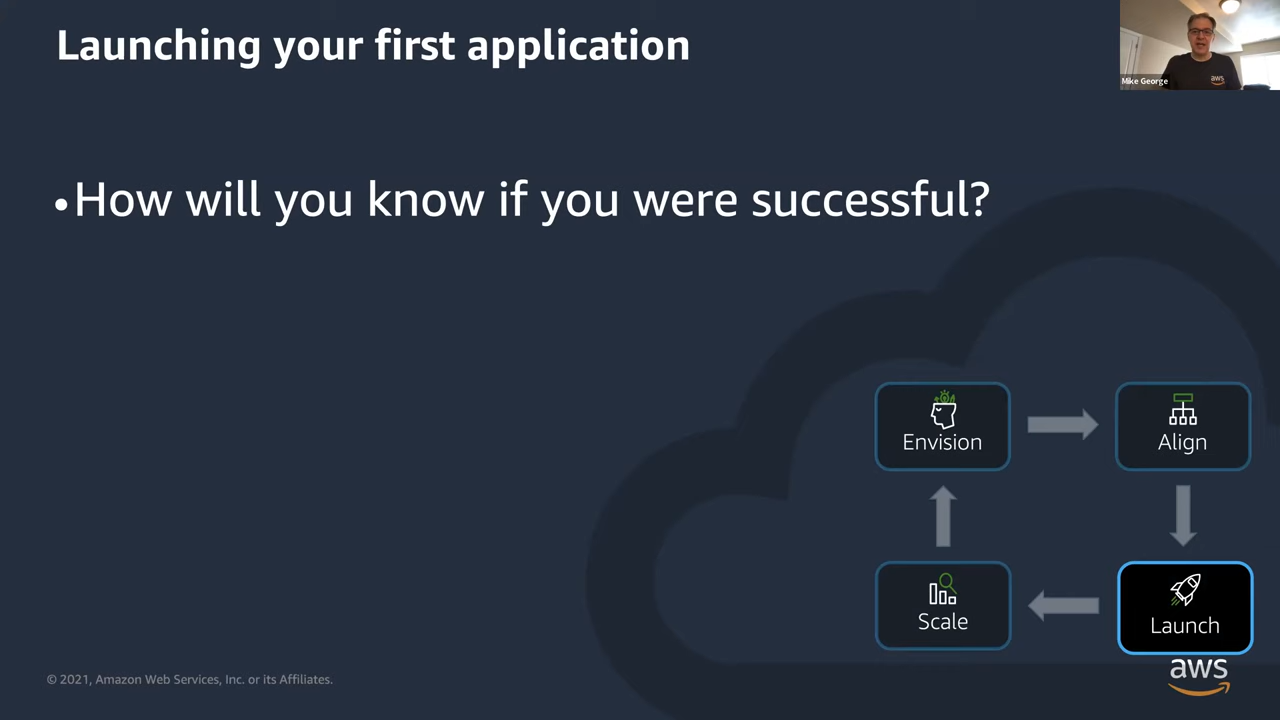 Launching your first application
aws
Mike George
•How will you know if you were successful?
Envision
Align
Scale
Launch
© 2021, Amazon Web Services, Inc. or its Affiliates.
aws